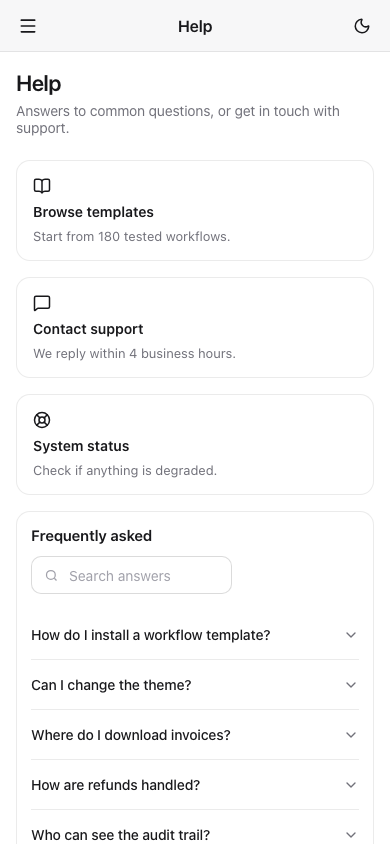 Help
Help
Answers to common questions, or get in touch with
support.
Browse templates
Start from 180 tested workflows.
Contact support
We reply within 4 business hours.
System status
Check if anything is degraded.
Frequently asked
Search answers
How do I install a workflow template?
Can I change the theme?
Where do I download invoices?
How are refunds handled?
Who can see the audit trail?